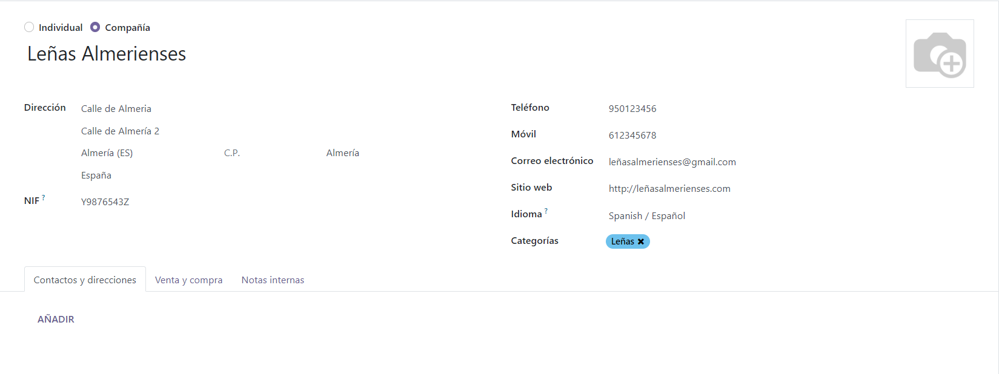 Individual Compañía
Leñas Almerienses
Dirección Calle de Almeria
Calle de Almería 2
Almería (ES) C.P. Almería
España
NIF ? Y9876543Z
Teléfono 950123456
Móvil 612345678
Correo electrónico leñasalmerienses@gmail.com
Sitio web http://leñasalmerienses.com
Idioma ? Spanish / Español
Categorías Leñas ✖
Contactos y direcciones Venta y compra Notas internas
AÑADIR